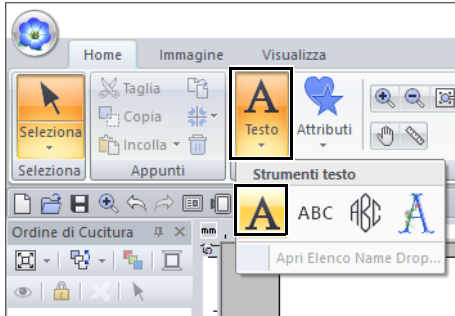 Home Immagine Visualizza
Taglia
Copia
Incolla
Seleziona
Testo
Attributi
Seleziona
Appunti
Strumenti testo
A ABC ABC A
Apri Elenco Name Drop...
Ordine di Cucitura
mm